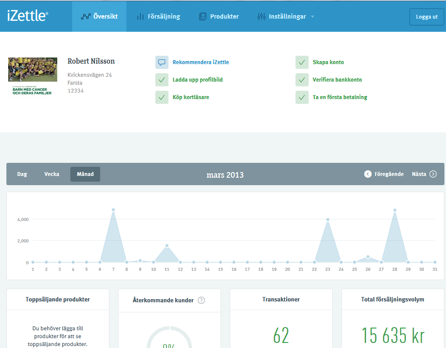 iZettle®
Översikt
Försäljning
Produkter
Inställningar
Logga ut
Robert Nilsson
Kolckensvägen 24
Farsta
12334
BARN MED CANCER
OCH DERAS FAMILJER
Rekommendera iZettle
Ladda upp profilbild
Köp kortläsare
Skapa konto
Verifiera bankkonto
Ta en första betalning
Dag
Vecka
Månad
mars 2013
Föregående
Nästa
4,000
2,000
0
1 2 3 4 5 6 7 8 9 10 11 12 13 14 15 16 17 18 19 20 21 22 23 24 25 26 27 28 29 30 31
Toppsäljande produkter
Du behöver lägga till
produkter för att se
toppsäljande produkter.
Återkommande kunder ?
0%
Transaktioner
62
Total försäljningsvolym
15 635 kr